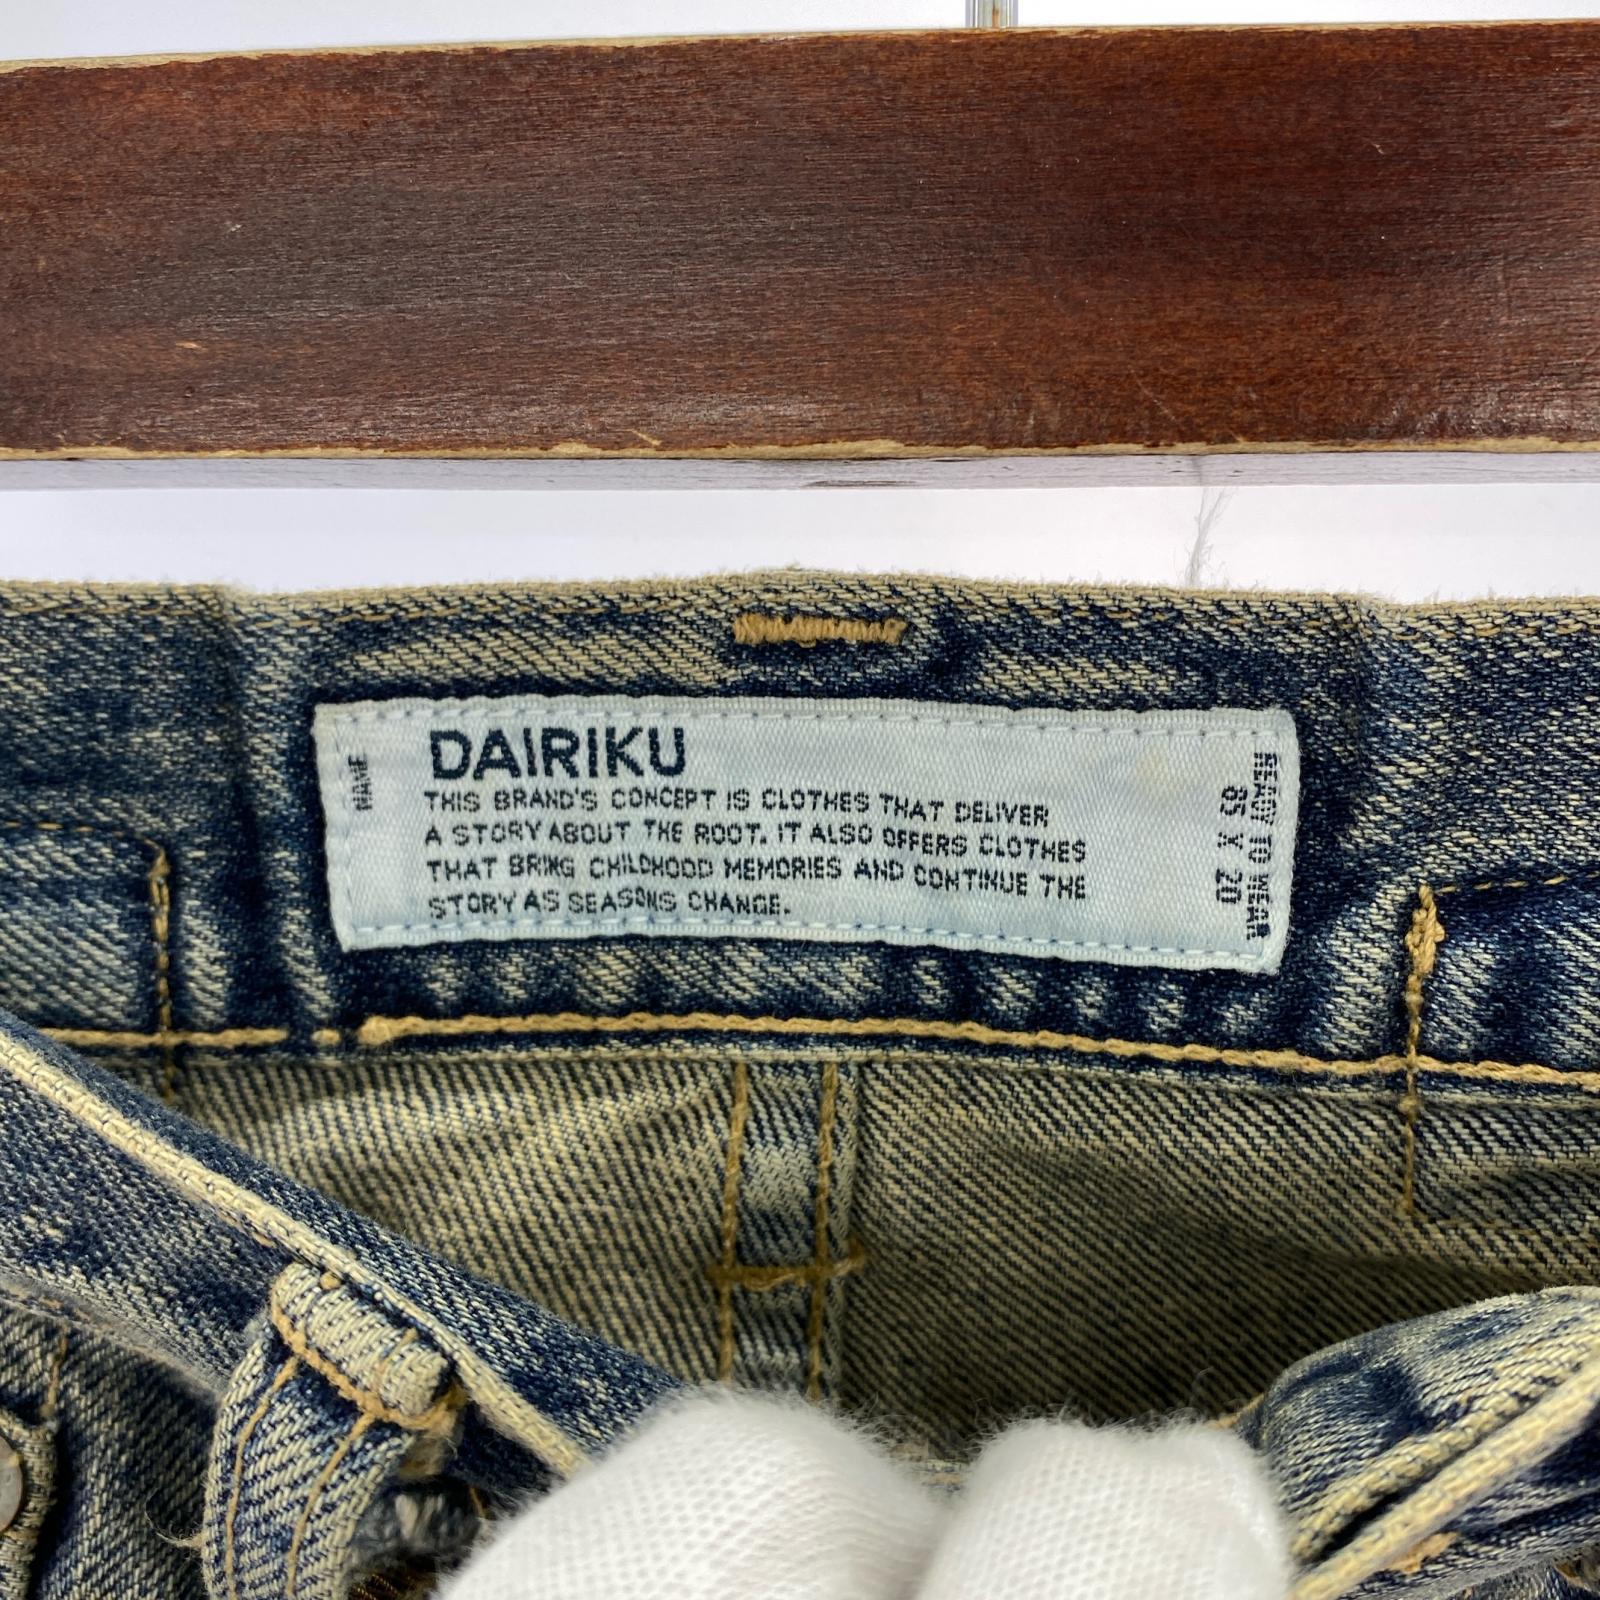 NAME
DAIRIKU
THIS BRAND'S CONCEPT IS CLOTHES THAT DELIVER
A STORY ABOUT THE ROOT. IT ALSO OFFERS CLOTHES
THAT BRING CHILDHOOD MEMORIES AND CONTINUE THE
STORY AS SEASONS CHANGE.
READY TO WEAR
65 X 20